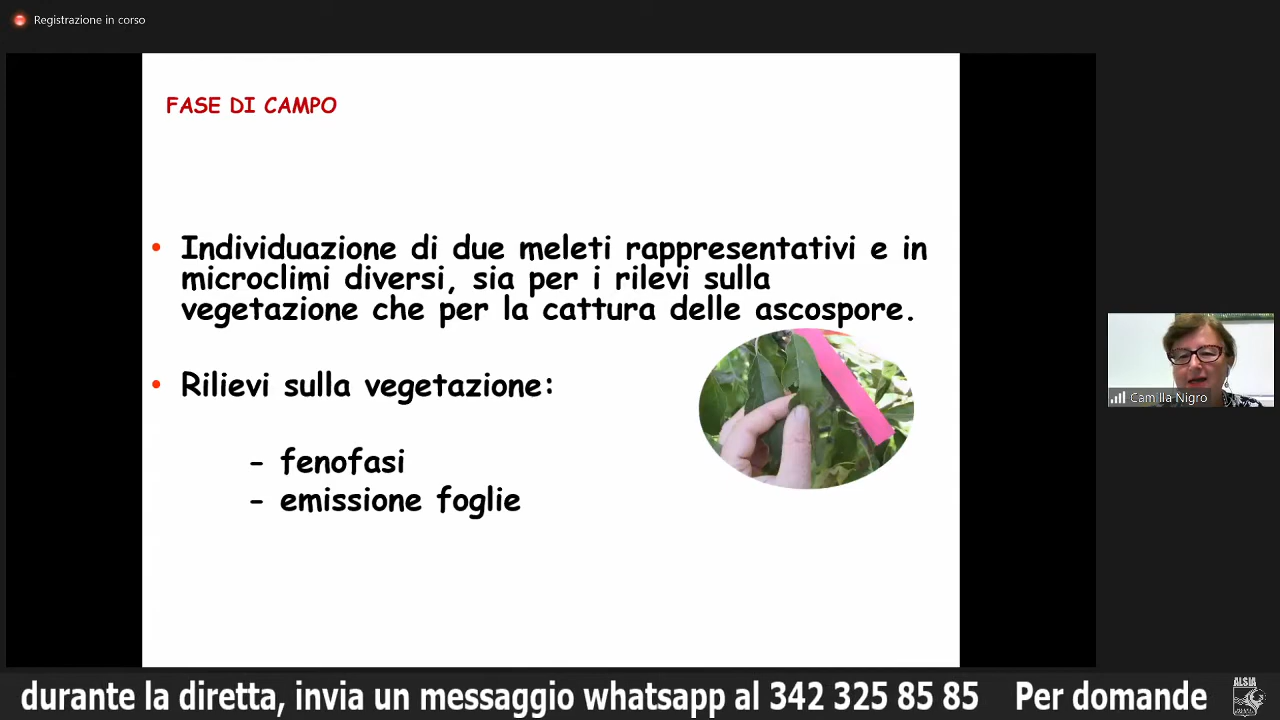 Registrazione in corso
FASE DI CAMPO
• Individuazione di due meleti rappresentativi e in
microclimi diversi, sia per i rilevi sulla
vegetazione che per la cattura delle ascospore.
• Rilievi sulla vegetazione:
- fenofasi
- emissione foglie
Camilla Nigro
durante la diretta, invia un messaggio whatsapp al 342 325 85 85 Per domande
ALSIA